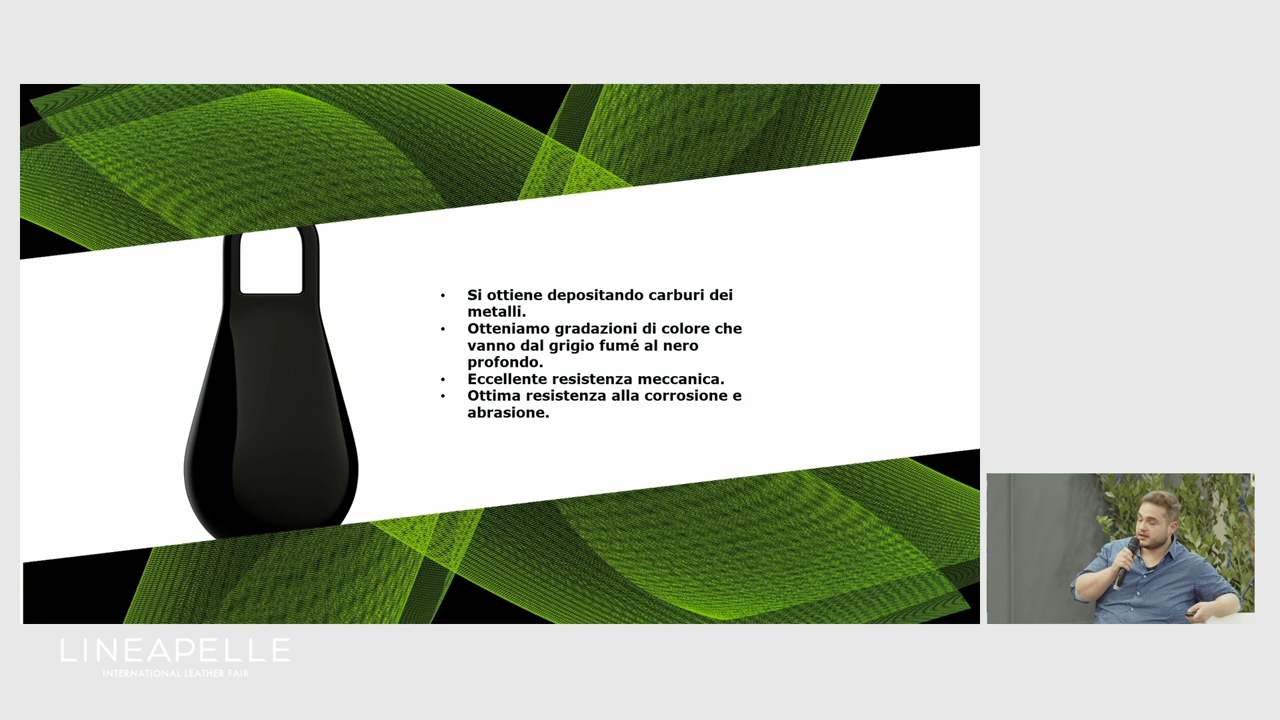 • Si ottiene depositando carburi dei
metalli.
• Otteniamo gradazioni di colore che
vanno dal grigio fumé al nero
profondo.
• Eccellente resistenza meccanica.
• Ottima resistenza alla corrosione e
abrasione.
LINEAPELLE
INTERNATIONAL LEATHER FAIR